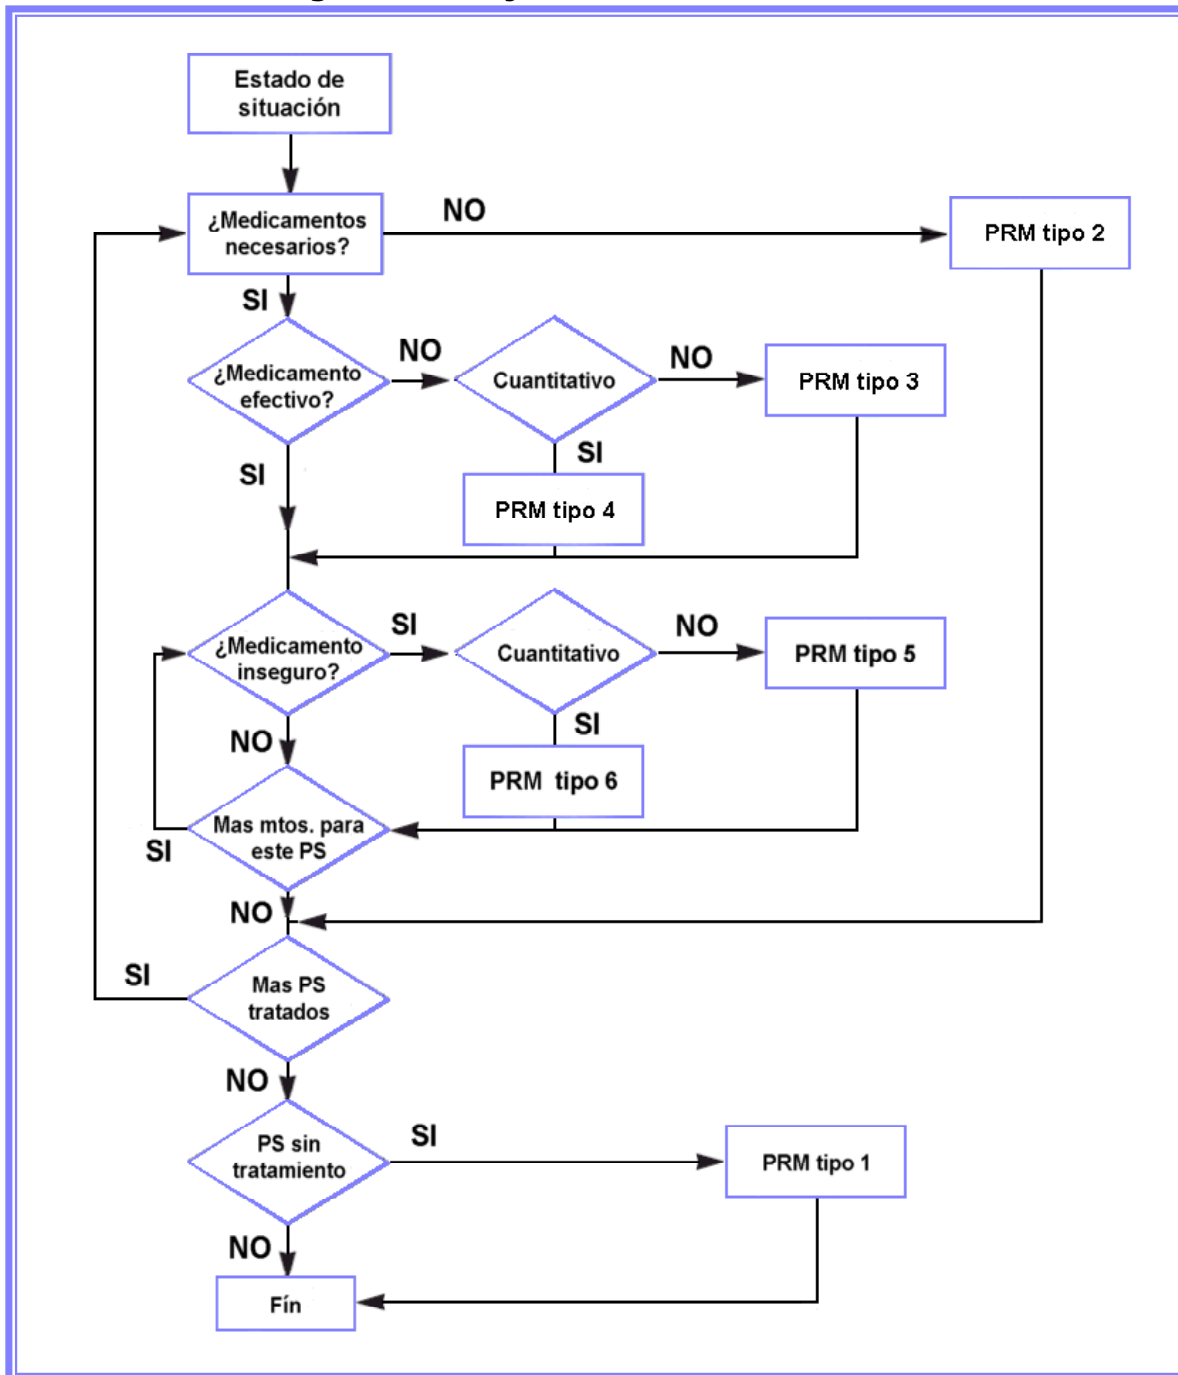 Estado de
situación
¿Medicamentos
necesarios?
NO
PRM tipo 2
SI
¿Medicamento
efectivo?
NO
Cuantitativo
NO
PRM tipo 3
SI
SI
PRM tipo 4
¿Medicamento
inseguro?
SI
Cuantitativo
NO
PRM tipo 5
NO
SI
PRM tipo 6
Mas mtos. para
este PS
SI
NO
Mas PS
tratados
SI
NO
PS sin
tratamiento
SI
PRM tipo 1
NO
Fín